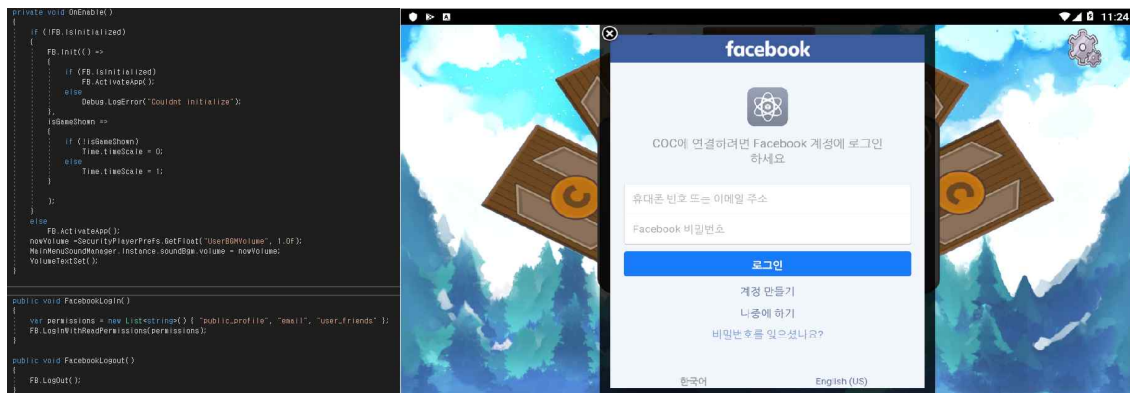 private void OnEnable()
{
if (!FB.IsInitialized)
{
FB.Init(() =>
{
if (FB.IsInitialized)
FB.ActivateApp();
else
Debug.LogError("Couldnt initialize");
},
isGameShown =>
{
if (!isGameShown)
Time.timeScale = 0;
else
Time.timeScale = 1;
}
);
}
else
FB.ActivateApp();
nowVolume =SecurityPlayerPrefs.GetFloat("UserBGMVolume", 1.0f);
MainMenuSoundManager.Instance.soundBgm.volume = nowVolume;
VolumeTextSet();
}
public void FacebookLogIn()
{
var permissions = new List<string>() { "public_profile", "email", "user_friends" };
FB.LogInWithReadPermissions(permissions);
}
public void FacebookLogout()
{
FB.LogOut();
}
11:24
facebook
COC에 연결하려면 Facebook 계정에 로그인
하세요
휴대폰 번호 또는 이메일 주소
Facebook 비밀번호
로그인
계정 만들기
나중에 하기
비밀번호를 잊으셨나요?
한국어 English (US)